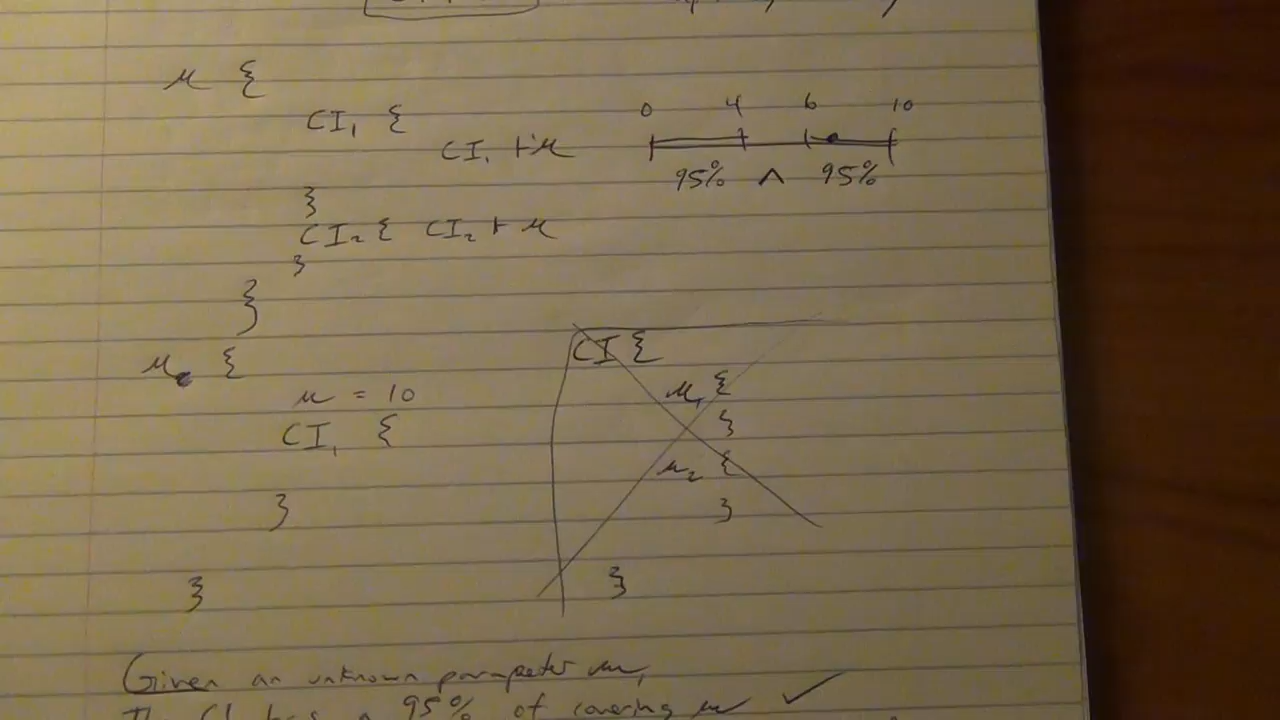 μ {
CI₁ {
CI₁ + μ
}
CI₂ { CI₂ + μ
}
}
0 4 6 10
95% ∧ 95%
μ {
μ = 10
CI₁ {
}
}
CI {
μ₁ {
}
μ₂ {
}
}
Given an unknown parameter μ,
95% of covering μ ✓